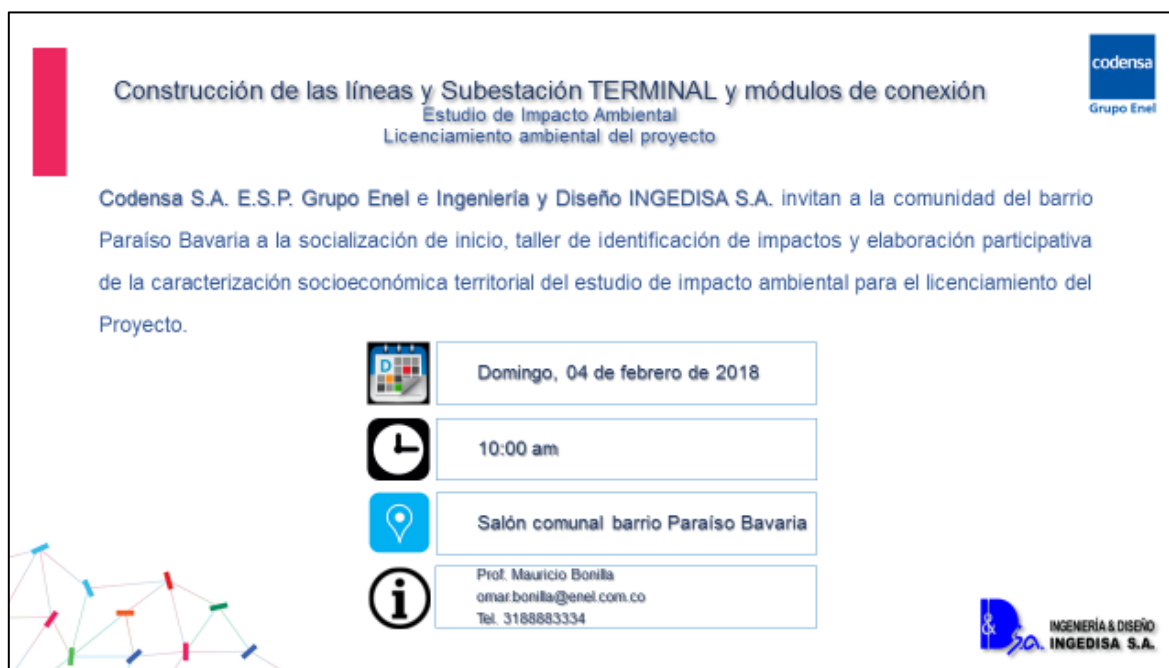 codensa
Grupo Enel
Construcción de las líneas y Subestación TERMINAL y módulos de conexión
Estudio de Impacto Ambiental
Licenciamiento ambiental del proyecto
Codensa S.A. E.S.P. Grupo Enel e Ingeniería y Diseño INGEDISA S.A. invitan a la comunidad del barrio
Paraíso Bavaria a la socialización de inicio, taller de identificación de impactos y elaboración participativa
de la caracterización socioeconómica territorial del estudio de impacto ambiental para el licenciamiento del
Proyecto.
D
Domingo, 04 de febrero de 2018
10:00 am
Salón comunal barrio Paraíso Bavaria
i
Prof. Mauricio Bonilla
omar.bonilla@enel.com.co
Tel. 3188883334
I&D s.a. INGENIERÍA & DISEÑO
INGEDISA S.A.